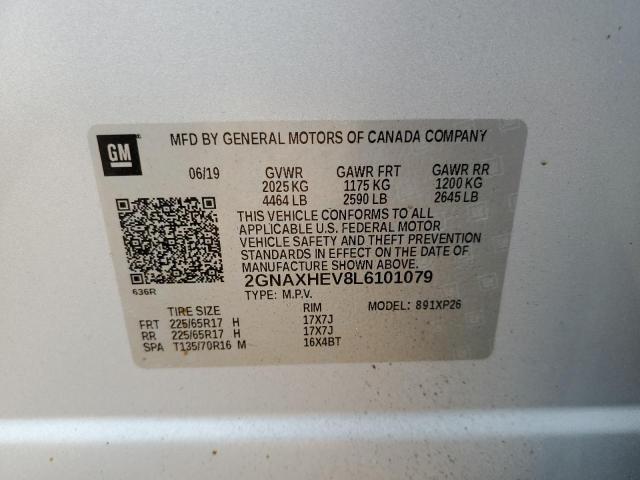 GM
MFD BY GENERAL MOTORS OF CANADA COMPANY
06/19 GVWR GAWR FRT GAWR RR
2025 KG 1175 KG 1200 KG
4464 LB 2590 LB 2645 LB
THIS VEHICLE CONFORMS TO ALL
APPLICABLE U.S. FEDERAL MOTOR
VEHICLE SAFETY AND THEFT PREVENTION
STANDARDS IN EFFECT ON THE DATE OF
MANUFACTURE SHOWN ABOVE.
2GNAXHEV8L6101079
636R
TYPE: M.P.V. MODEL: 891XP26
TIRE SIZE RIM
FRT 225/65R17 H 17X7J
RR 225/65R17 H 17X7J
SPA T135/70R16 M 16X4BT